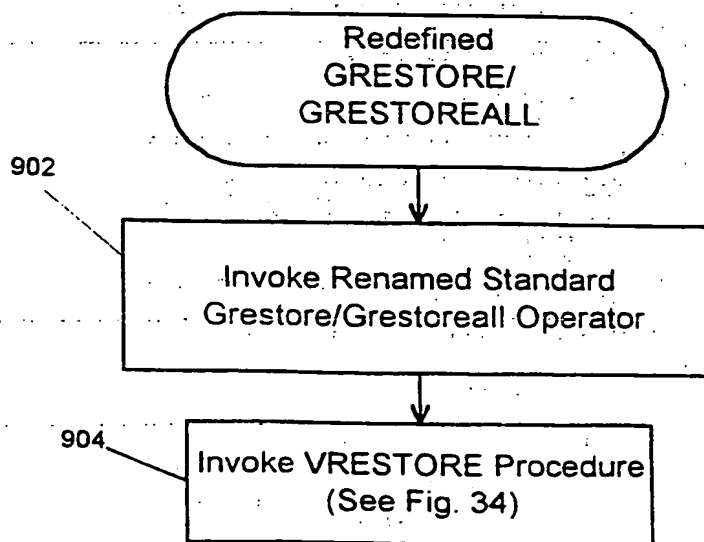 Redefined
GRESTORE/
GRESTOREALL
902
Invoke Renamed Standard
Grestore/Grestoreall Operator
904
Invoke VRESTORE Procedure
(See Fig. 34)